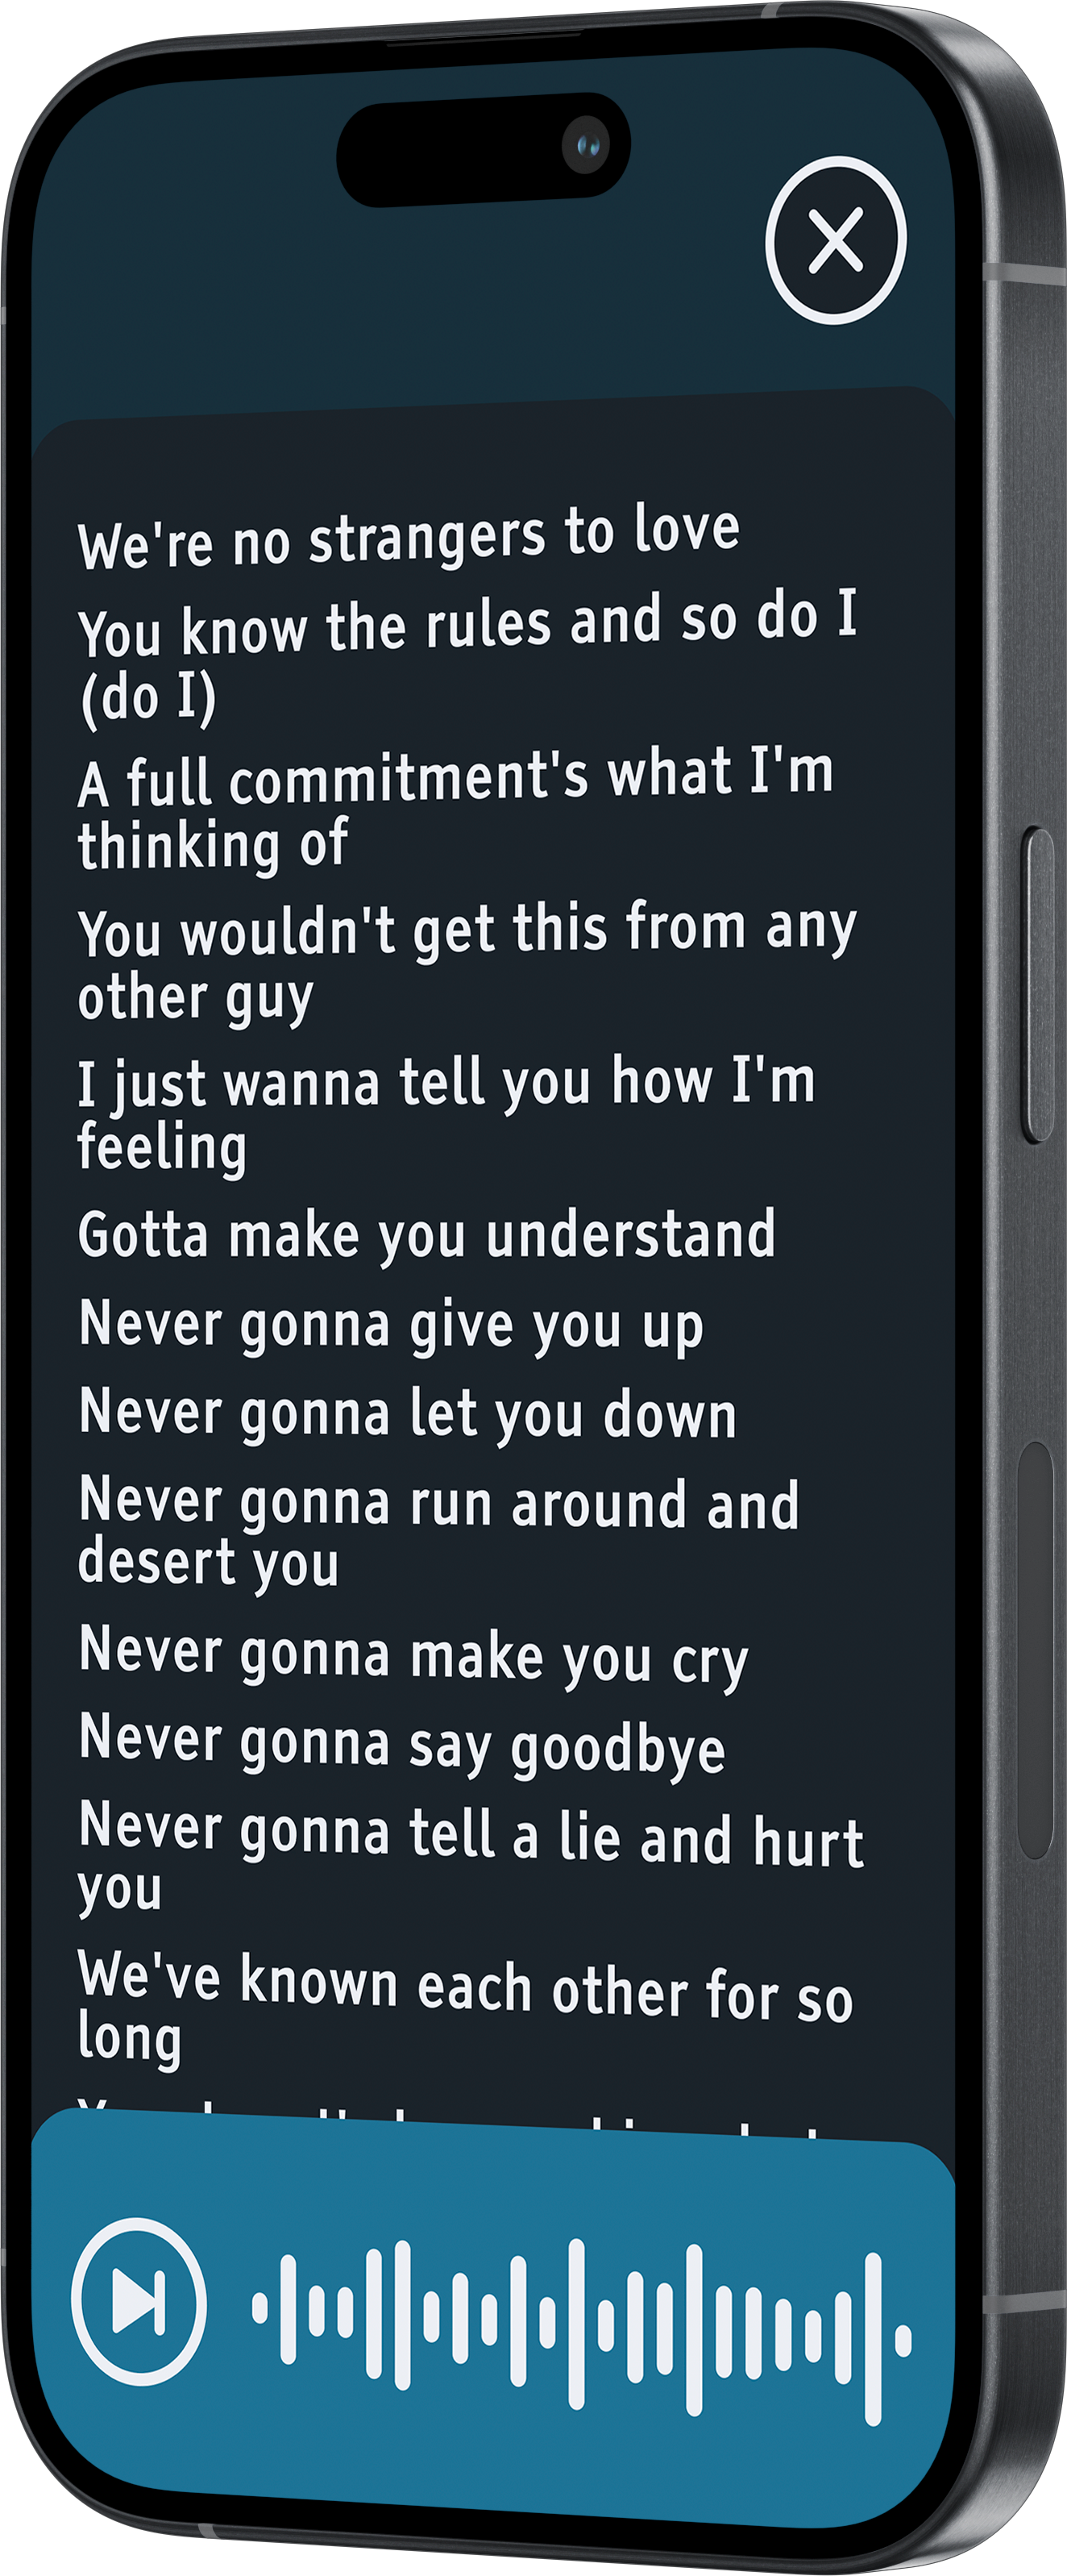 We're no strangers to love
You know the rules and so do I
(do I)
A full commitment's what I'm
thinking of
You wouldn't get this from any
other guy
I just wanna tell you how I'm
feeling
Gotta make you understand
Never gonna give you up
Never gonna let you down
Never gonna run around and
desert you
Never gonna make you cry
Never gonna say goodbye
Never gonna tell a lie and hurt
you
We've known each other for so
long